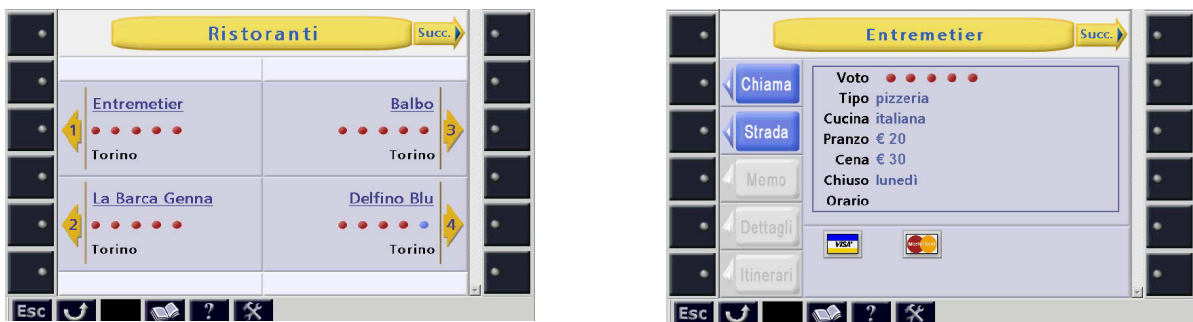 Ristoranti
Succ.
Entremetier
1
Torino
Balbo
3
Torino
La Barca Genna
2
Torino
Delfino Blu
4
Torino
Esc
?
Entremetier
Succ.
Chiama
Strada
Memo
Dettagli
Itinerari
Voto
Tipo pizzeria
Cucina italiana
Pranzo € 20
Cena € 30
Chiuso lunedì
Orario
VISA
Esc
?